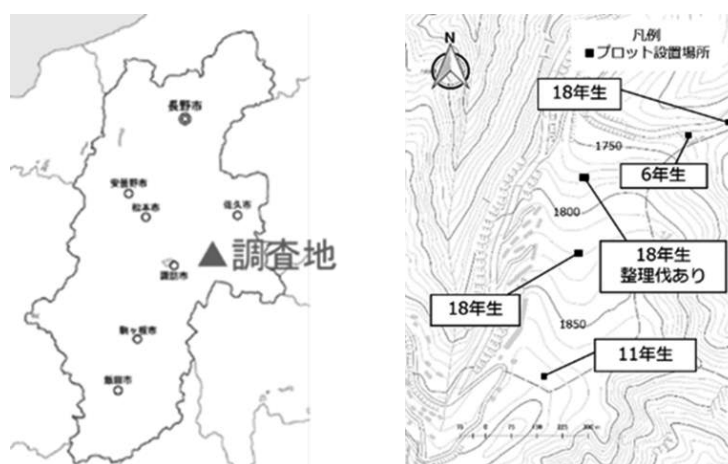 長野市
安曇野市
松本市
佐久市
▲調査地
諏訪市
駒ヶ根市
飯田市
N
凡例
■プロット設置場所
18年生
1750
6年生
1800
18年生
整理伐あり
18年生
1850
11年生